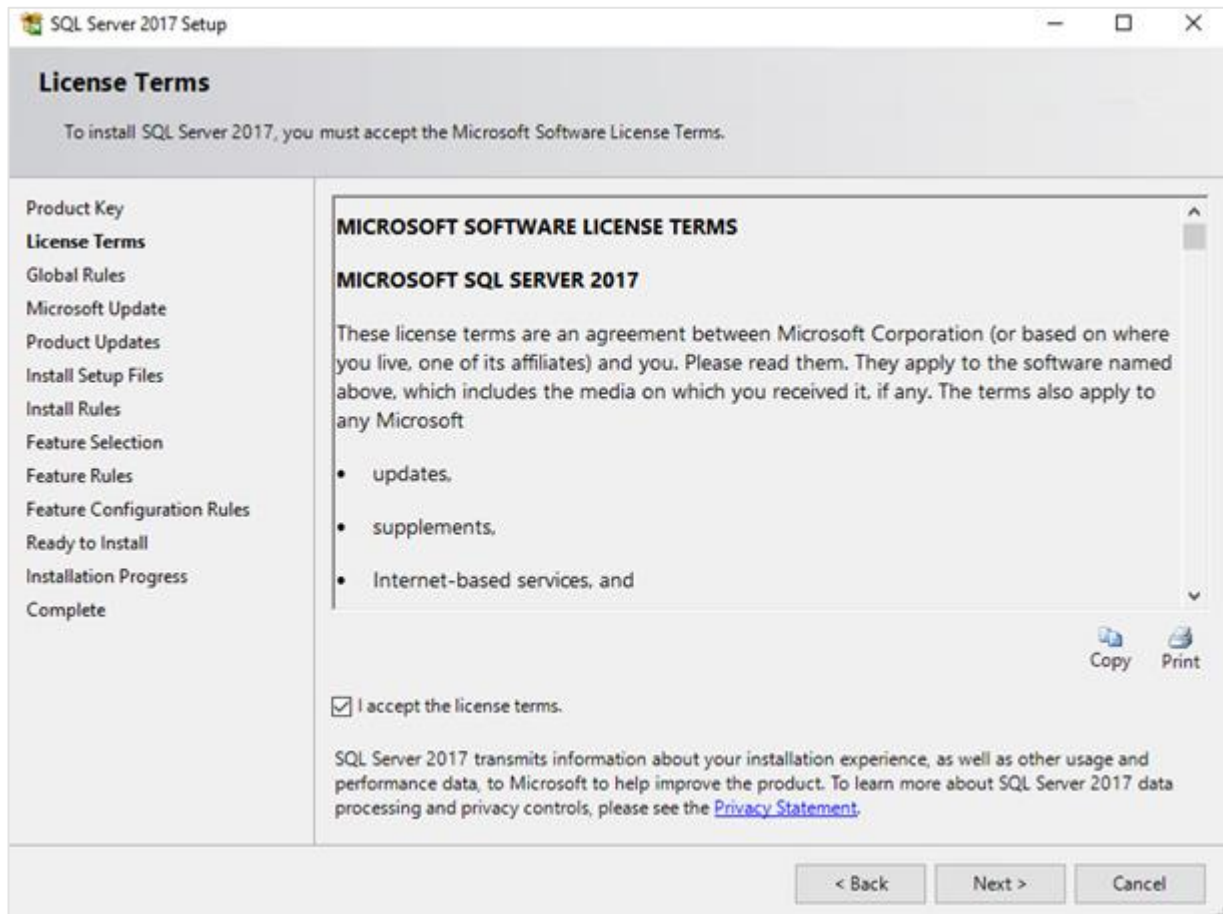 SQL Server 2017 Setup
License Terms
To install SQL Server 2017, you must accept the Microsoft Software License Terms.
Product Key
License Terms
Global Rules
Microsoft Update
Product Updates
Install Setup Files
Install Rules
Feature Selection
Feature Rules
Feature Configuration Rules
Ready to Install
Installation Progress
Complete
MICROSOFT SOFTWARE LICENSE TERMS
MICROSOFT SQL SERVER 2017
These license terms are an agreement between Microsoft Corporation (or based on where
you live, one of its affiliates) and you. Please read them. They apply to the software named
above, which includes the media on which you received it, if any. The terms also apply to
any Microsoft
• updates,
• supplements,
• Internet-based services, and
Copy Print
I accept the license terms.
SQL Server 2017 transmits information about your installation experience, as well as other usage and
performance data, to Microsoft to help improve the product. To learn more about SQL Server 2017 data
processing and privacy controls, please see the Privacy Statement.
< Back Next > Cancel